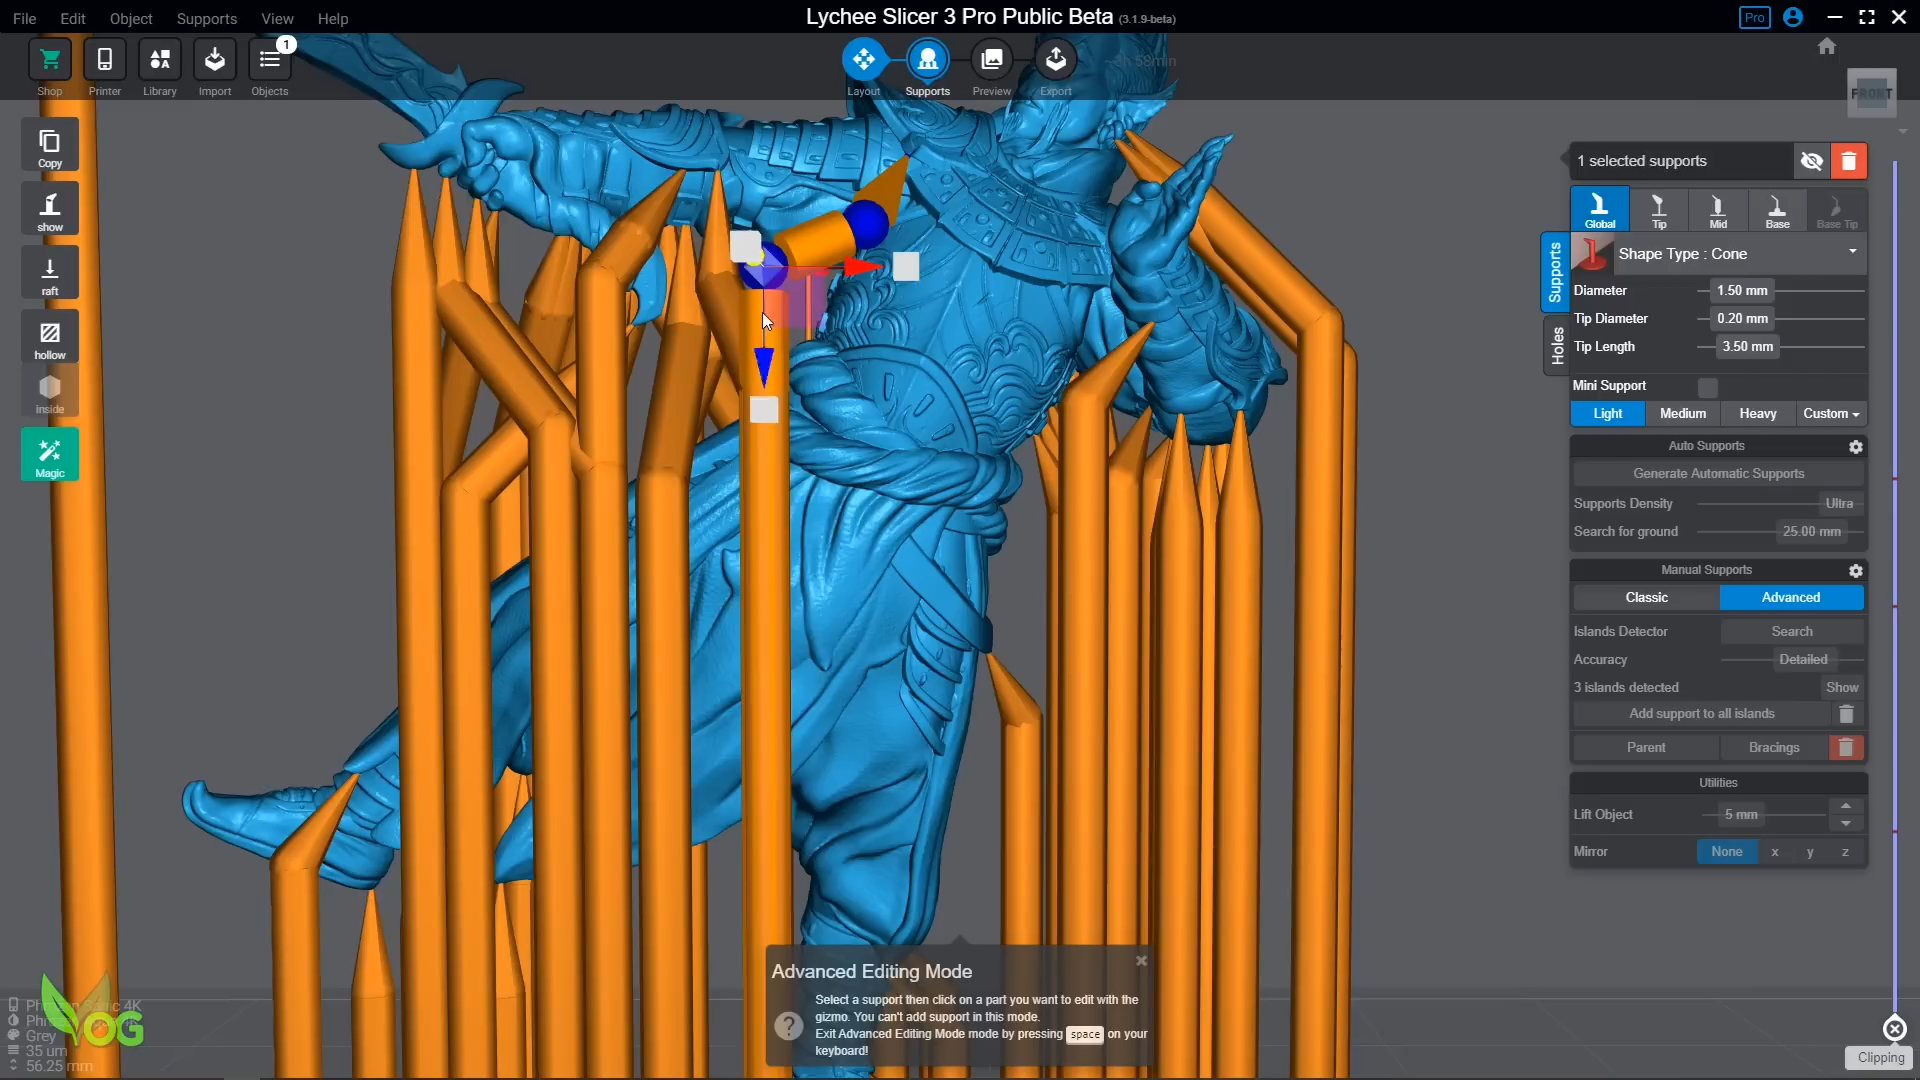 File Edit Object Supports View Help
Lychee Slicer 3 Pro Public Beta (3.1.9-beta)
Pro
Shop
Printer
Library
Import
1
Objects
Layout
Supports
Preview
Export
FRONT
Copy
show
raft
hollow
inside
Magic
1 selected supports
Global
Tip
Mid
Base
Base Tip
Supports
Holes
Shape Type : Cone
Diameter 1.50 mm
Tip Diameter 0.20 mm
Tip Length 3.50 mm
Mini Support
Light Medium Heavy Custom
Auto Supports
Generate Automatic Supports
Supports Density Ultra
Search for ground 25.00 mm
Manual Supports
Classic Advanced
Islands Detector Search
Accuracy Detailed
3 islands detected Show
Add support to all islands
Parent Bracings
Utilities
Lift Object 5 mm
Mirror None x y z
Advanced Editing Mode
Select a support then click on a part you want to edit with the
gizmo. You can't add support in this mode.
Exit Advanced Editing Mode mode by pressing space on your
keyboard!
?
OG
4K
Grey
35 um
56.25 mm
Clipping